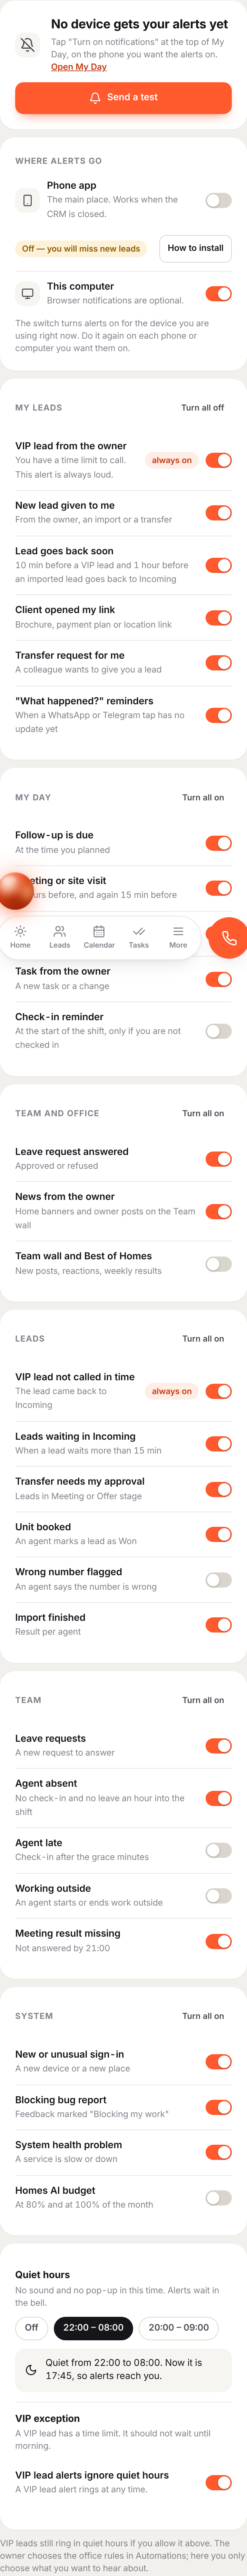 No device gets your alerts yet
Tap "Turn on notifications" at the top of My
Day, on the phone you want the alerts on.
Open My Day
Send a test
WHERE ALERTS GO
Phone app
The main place. Works when the
CRM is closed.
Off — you will miss new leads
How to install
This computer
Browser notifications are optional.
The switch turns alerts on for the device you are
using right now. Do it again on each phone or
computer you want them on.
MY LEADS
Turn all off
VIP lead from the owner
You have a time limit to call.
This alert is always loud.
always on
New lead given to me
From the owner, an import or a transfer
Lead goes back soon
10 min before a VIP lead and 1 hour before
an imported lead goes back to Incoming
Client opened my link
Brochure, payment plan or location link
Transfer request for me
A colleague wants to give you a lead
"What happened?" reminders
When a WhatsApp or Telegram tap has no
update yet
MY DAY
Turn all on
Follow-up is due
At the time you planned
or site visit
before, and again 15 min before
Home
Leads
Calendar
Tasks
More
Task from the owner
A new task or a change
Check-in reminder
At the start of the shift, only if you are not
checked in
TEAM AND OFFICE
Turn all on
Leave request answered
Approved or refused
News from the owner
Home banners and owner posts on the Team
wall
Team wall and Best of Homes
New posts, reactions, weekly results
LEADS
Turn all on
VIP lead not called in time
The lead came back to
Incoming
always on
Leads waiting in Incoming
When a lead waits more than 15 min
Transfer needs my approval
Leads in Meeting or Offer stage
Unit booked
An agent marks a lead as Won
Wrong number flagged
An agent says the number is wrong
Import finished
Result per agent
TEAM
Turn all on
Leave requests
A new request to answer
Agent absent
No check-in and no leave an hour into the
shift
Agent late
Check-in after the grace minutes
Working outside
An agent starts or ends work outside
Meeting result missing
Not answered by 21:00
SYSTEM
Turn all on
New or unusual sign-in
A new device or a new place
Blocking bug report
Feedback marked "Blocking my work"
System health problem
A service is slow or down
Homes AI budget
At 80% and at 100% of the month
Quiet hours
No sound and no pop-up in this time. Alerts wait in
the bell.
Off
22:00 – 08:00
20:00 – 09:00
Quiet from 22:00 to 08:00. Now it is
17:45, so alerts reach you.
VIP exception
A VIP lead has a time limit. It should not wait until
morning.
VIP lead alerts ignore quiet hours
A VIP lead alert rings at any time.
VIP leads still ring in quiet hours if you allow it above. The
owner chooses the office rules in Automations; here you only
choose what you want to hear about.